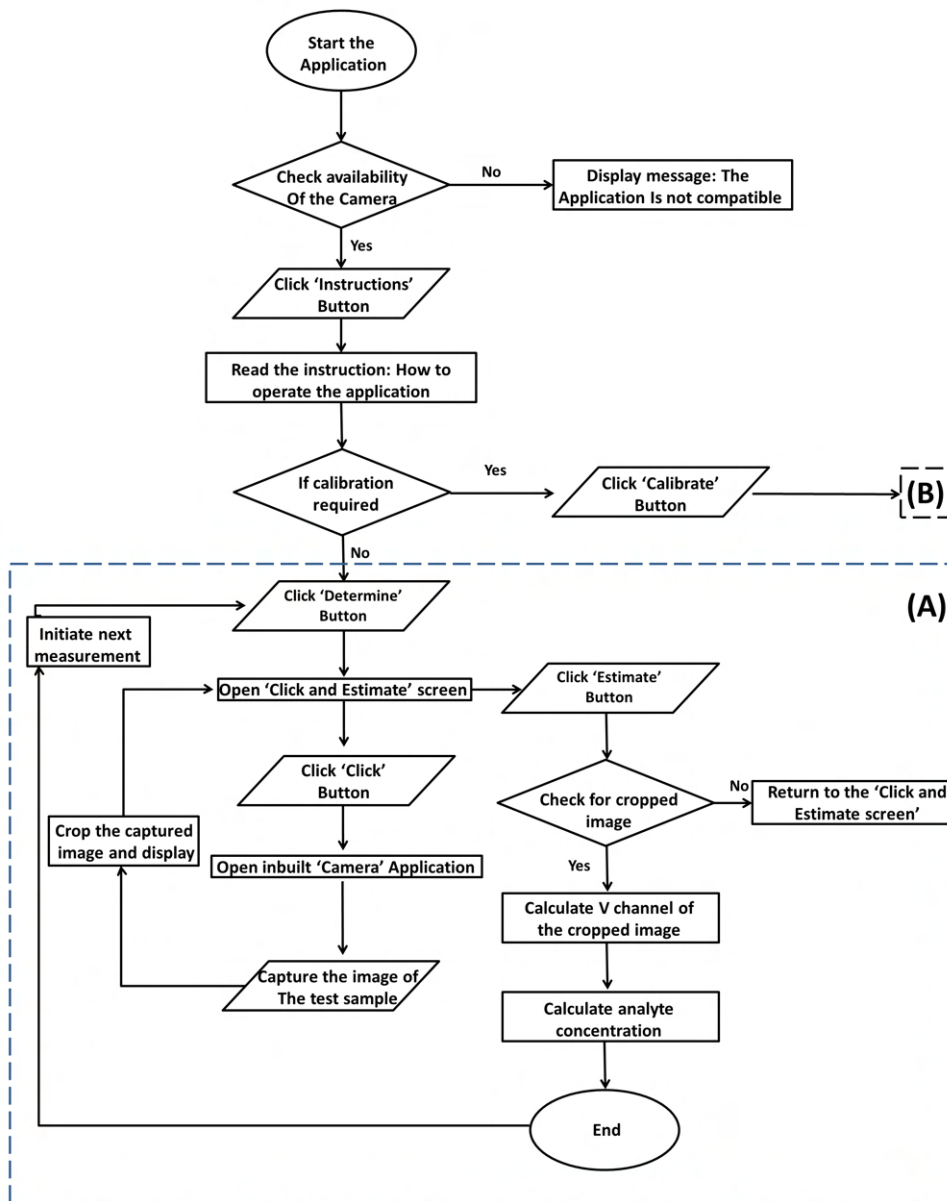 Start the
Application
Check availability
Of the Camera
No
Display message: The
Application Is not compatible
Yes
Click ‘Instructions’
Button
Read the instruction: How to
operate the application
If calibration
required
Yes
Click ‘Calibrate’
Button
(B)
No
(A)
Click ‘Determine’
Button
Initiate next
measurement
Open ‘Click and Estimate’ screen
Click ‘Estimate’
Button
Click ‘Click’
Button
Check for cropped
image
No
Return to the ‘Click and
Estimate screen’
Crop the captured
image and display
Open inbuilt ‘Camera’ Application
Yes
Calculate V channel of
the cropped image
Capture the image of
The test sample
Calculate analyte
concentration
End